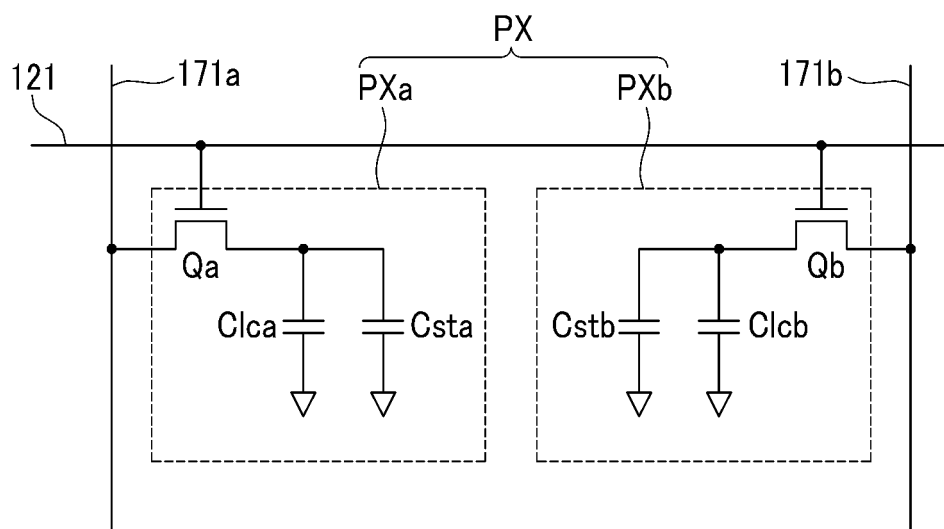 PX
121
171a
PXa
PXb
171b
Qa
Qb
Clca
Csta
Cstb
Clcb